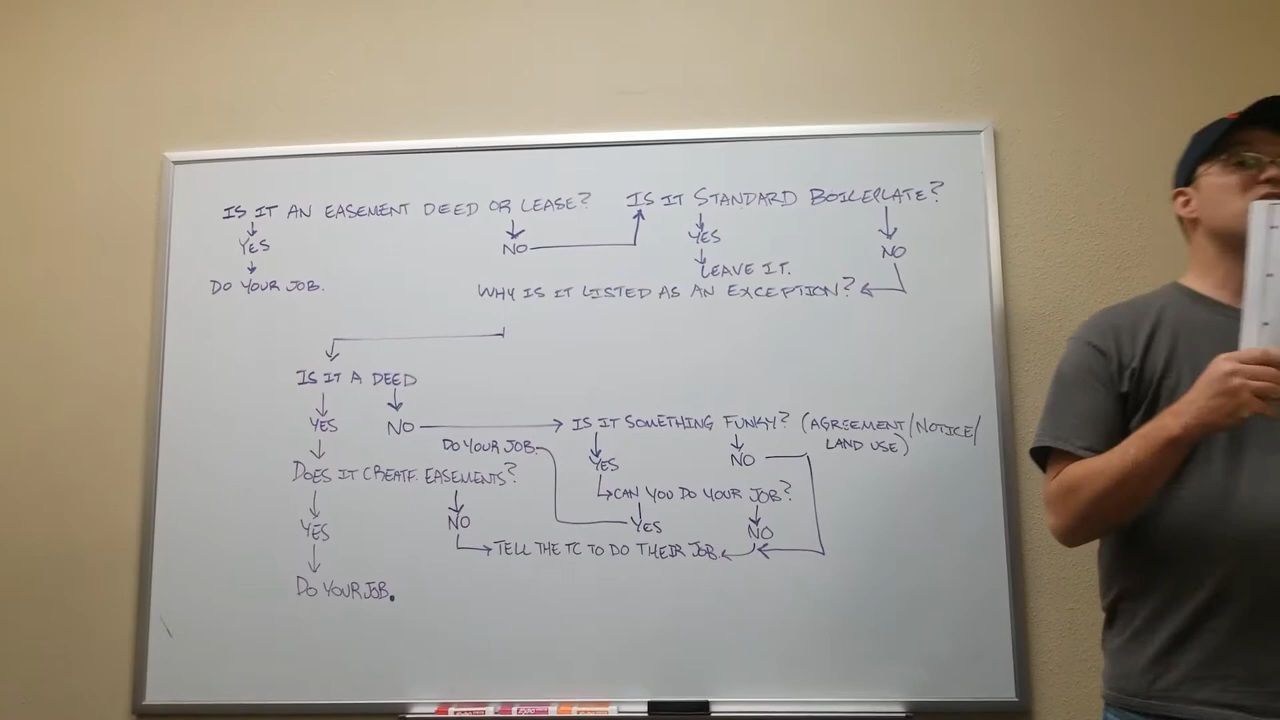 IS IT AN EASEMENT DEED OR LEASE? IS IT STANDARD BOILEPLATE?
YES NO YES NO
DO YOUR JOB. LEAVE IT.
WHY IS IT LISTED AS AN EXCEPTION?
IS IT A DEED
YES NO IS IT SOMETHING FUNKY? (AGREEMENT/NOTICE/
LAND USE)
DO YOUR JOB. YES NO
DOES IT CREATE EASEMENTS? CAN YOU DO YOUR JOB?
YES NO YES NO
TELL THE TC TO DO THEIR JOB.
DO YOUR JOB.